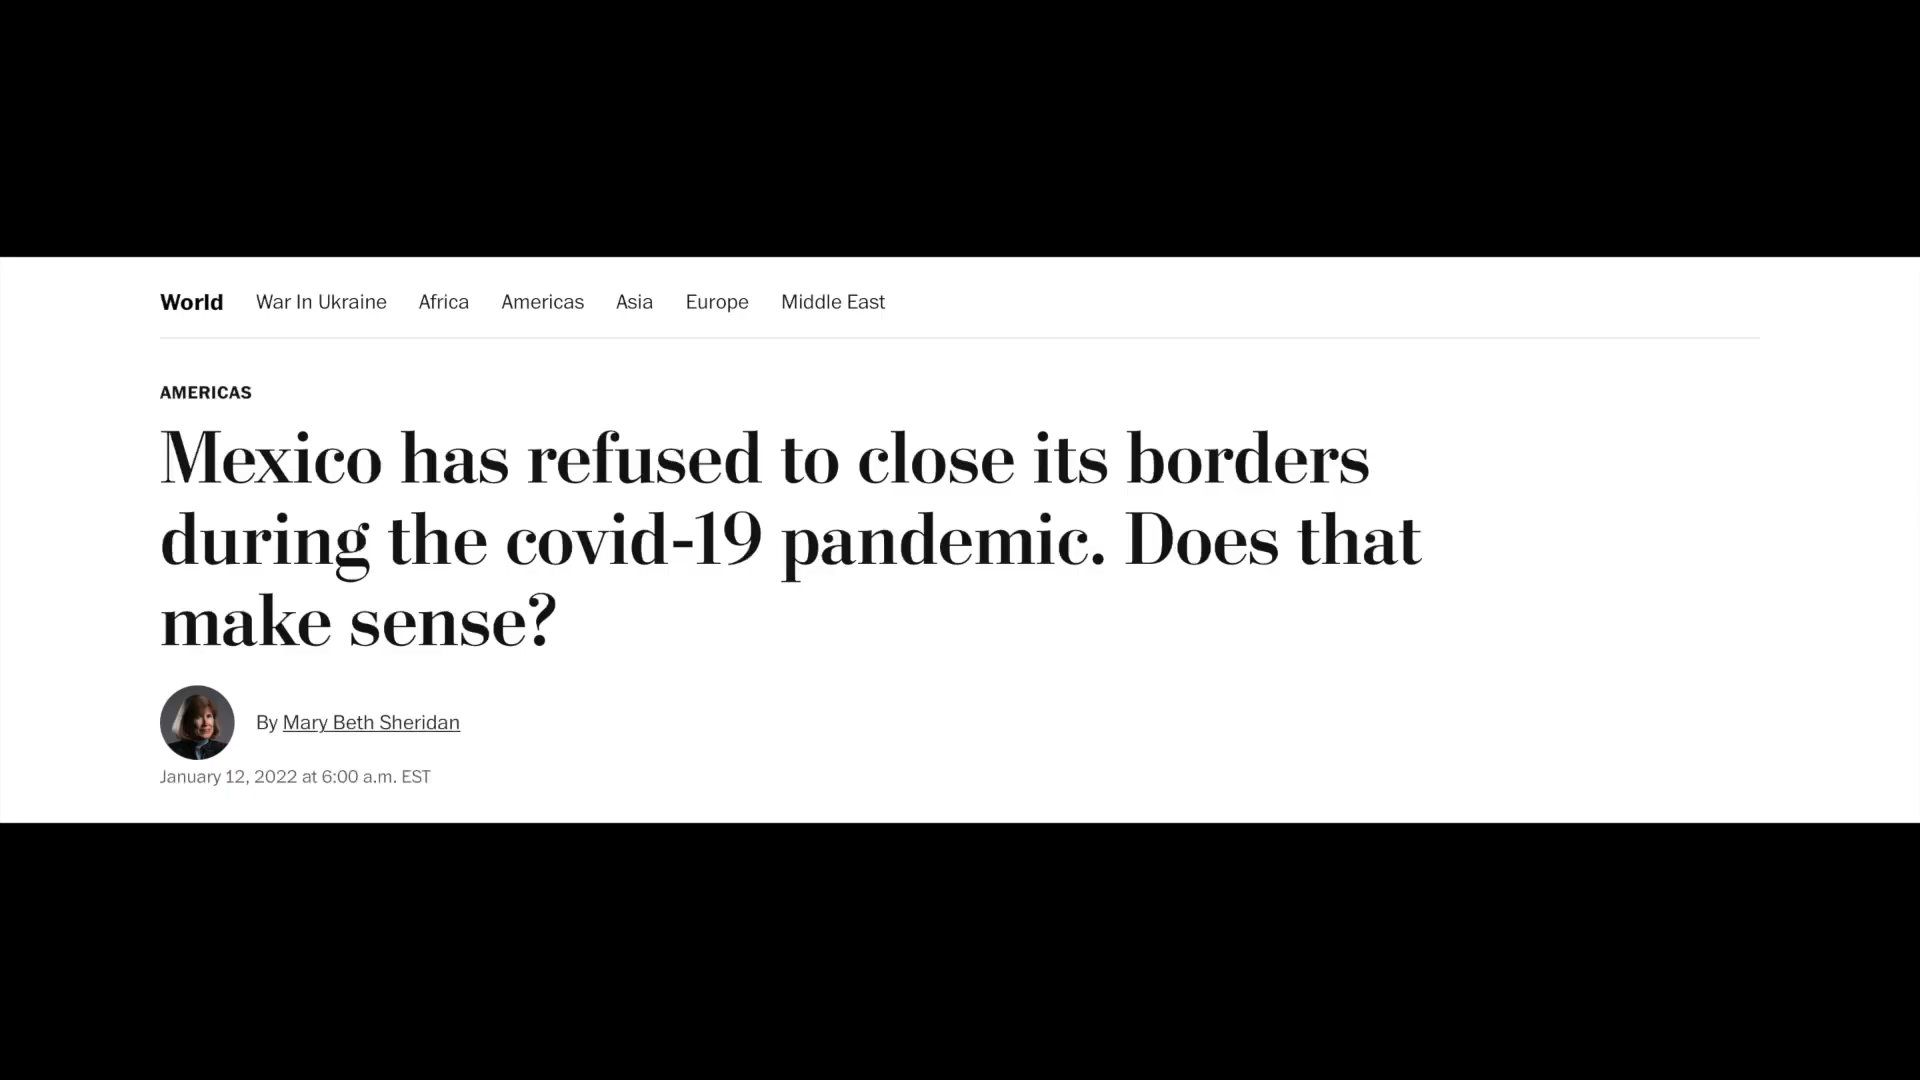 World War In Ukraine Africa Americas Asia Europe Middle East
AMERICAS
Mexico has refused to close its borders
during the covid-19 pandemic. Does that
make sense?
By Mary Beth Sheridan
January 12, 2022 at 6:00 a.m. EST